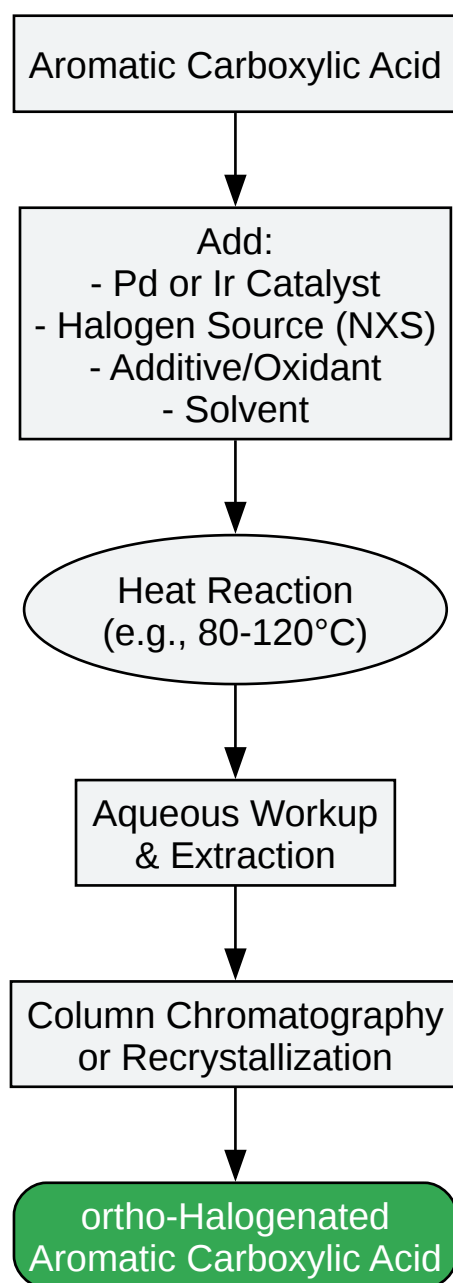 Aromatic Carboxylic Acid
Add:
- Pd or Ir Catalyst
- Halogen Source (NXS)
- Additive/Oxidant
- Solvent
Heat Reaction
(e.g., 80-120°C)
Aqueous Workup
& Extraction
Column Chromatography
or Recrystallization
ortho-Halogenated
Aromatic Carboxylic Acid